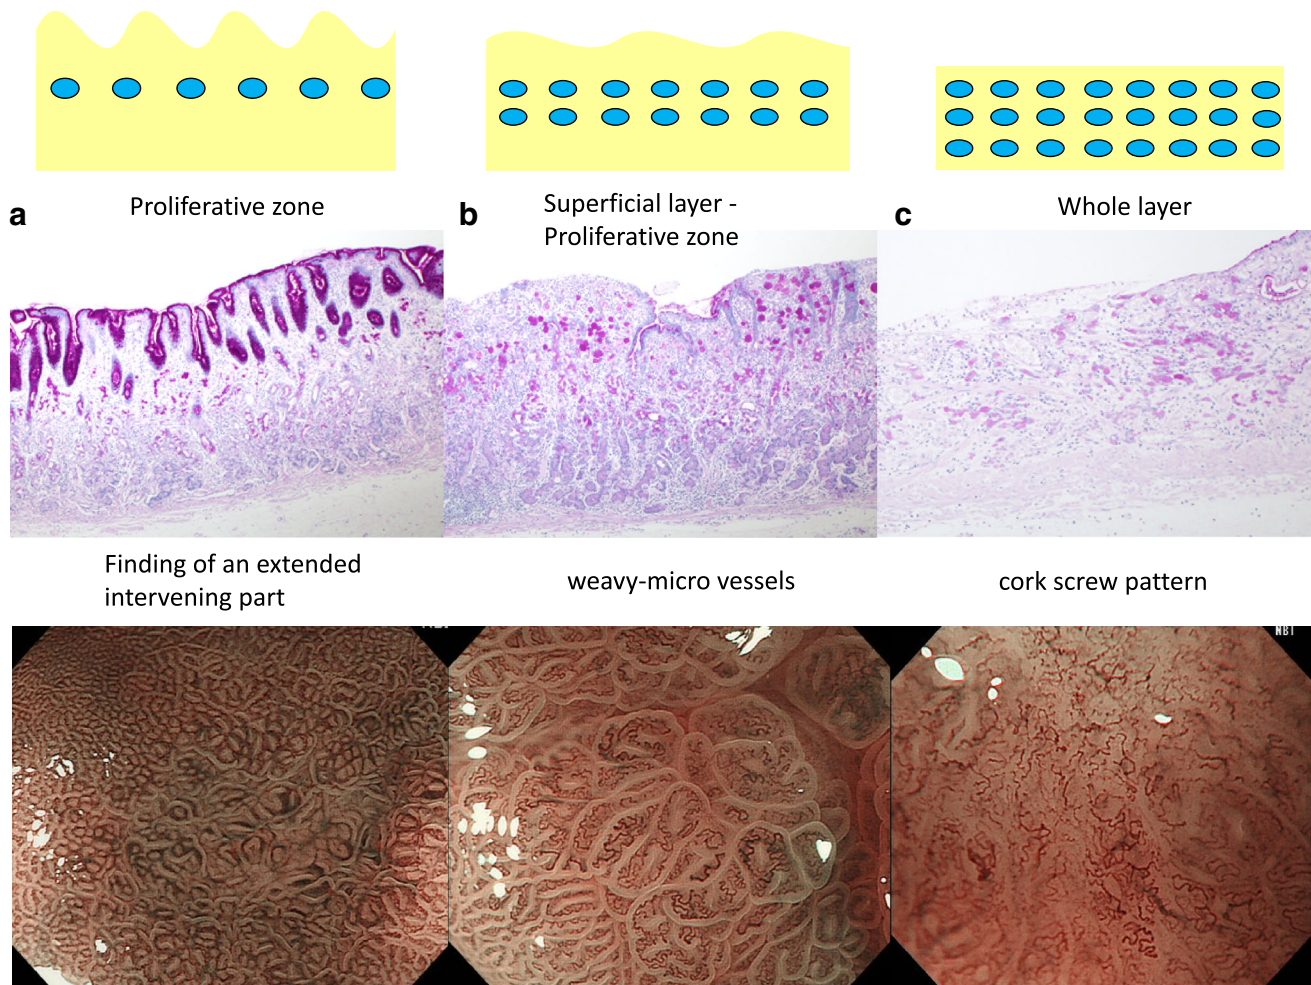 a
Proliferative zone
b
Superficial layer -
Proliferative zone
c
Whole layer
Finding of an extended
intervening part
weavy-micro vessels
cork screw pattern
NBI